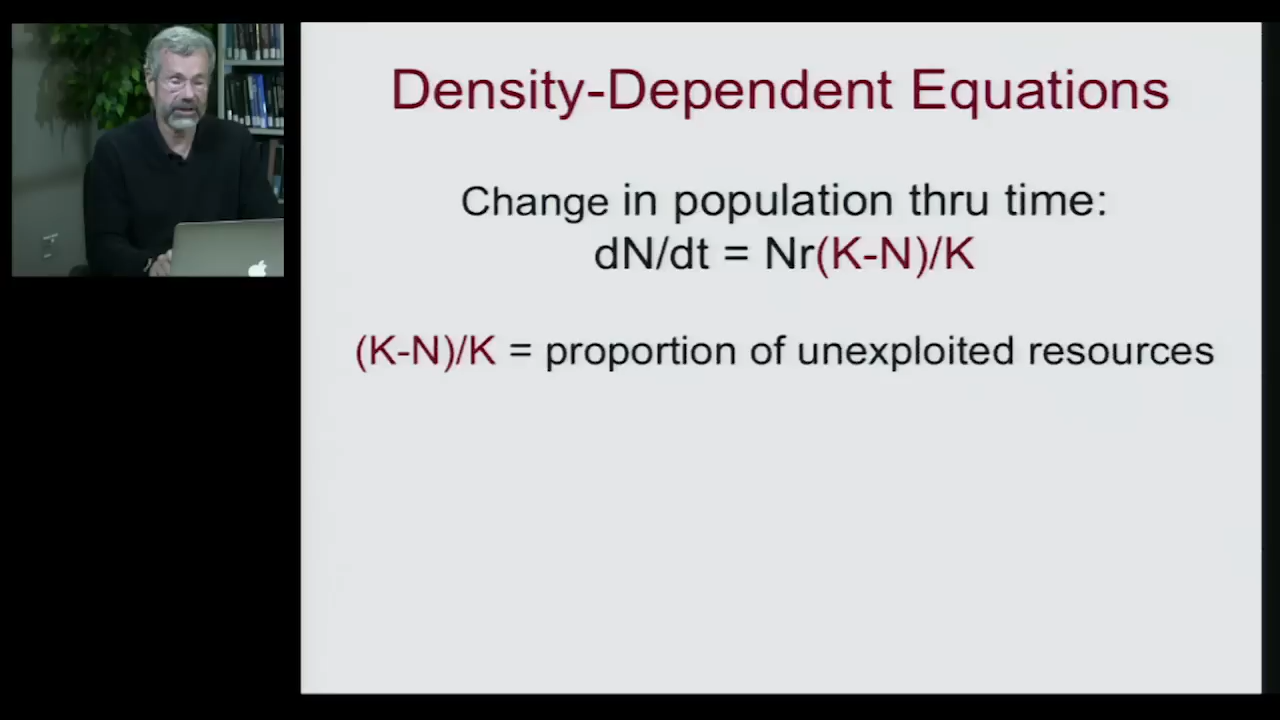 Density-Dependent Equations
Change in population thru time:
dN/dt = Nr(K-N)/K
(K-N)/K = proportion of unexploited resources